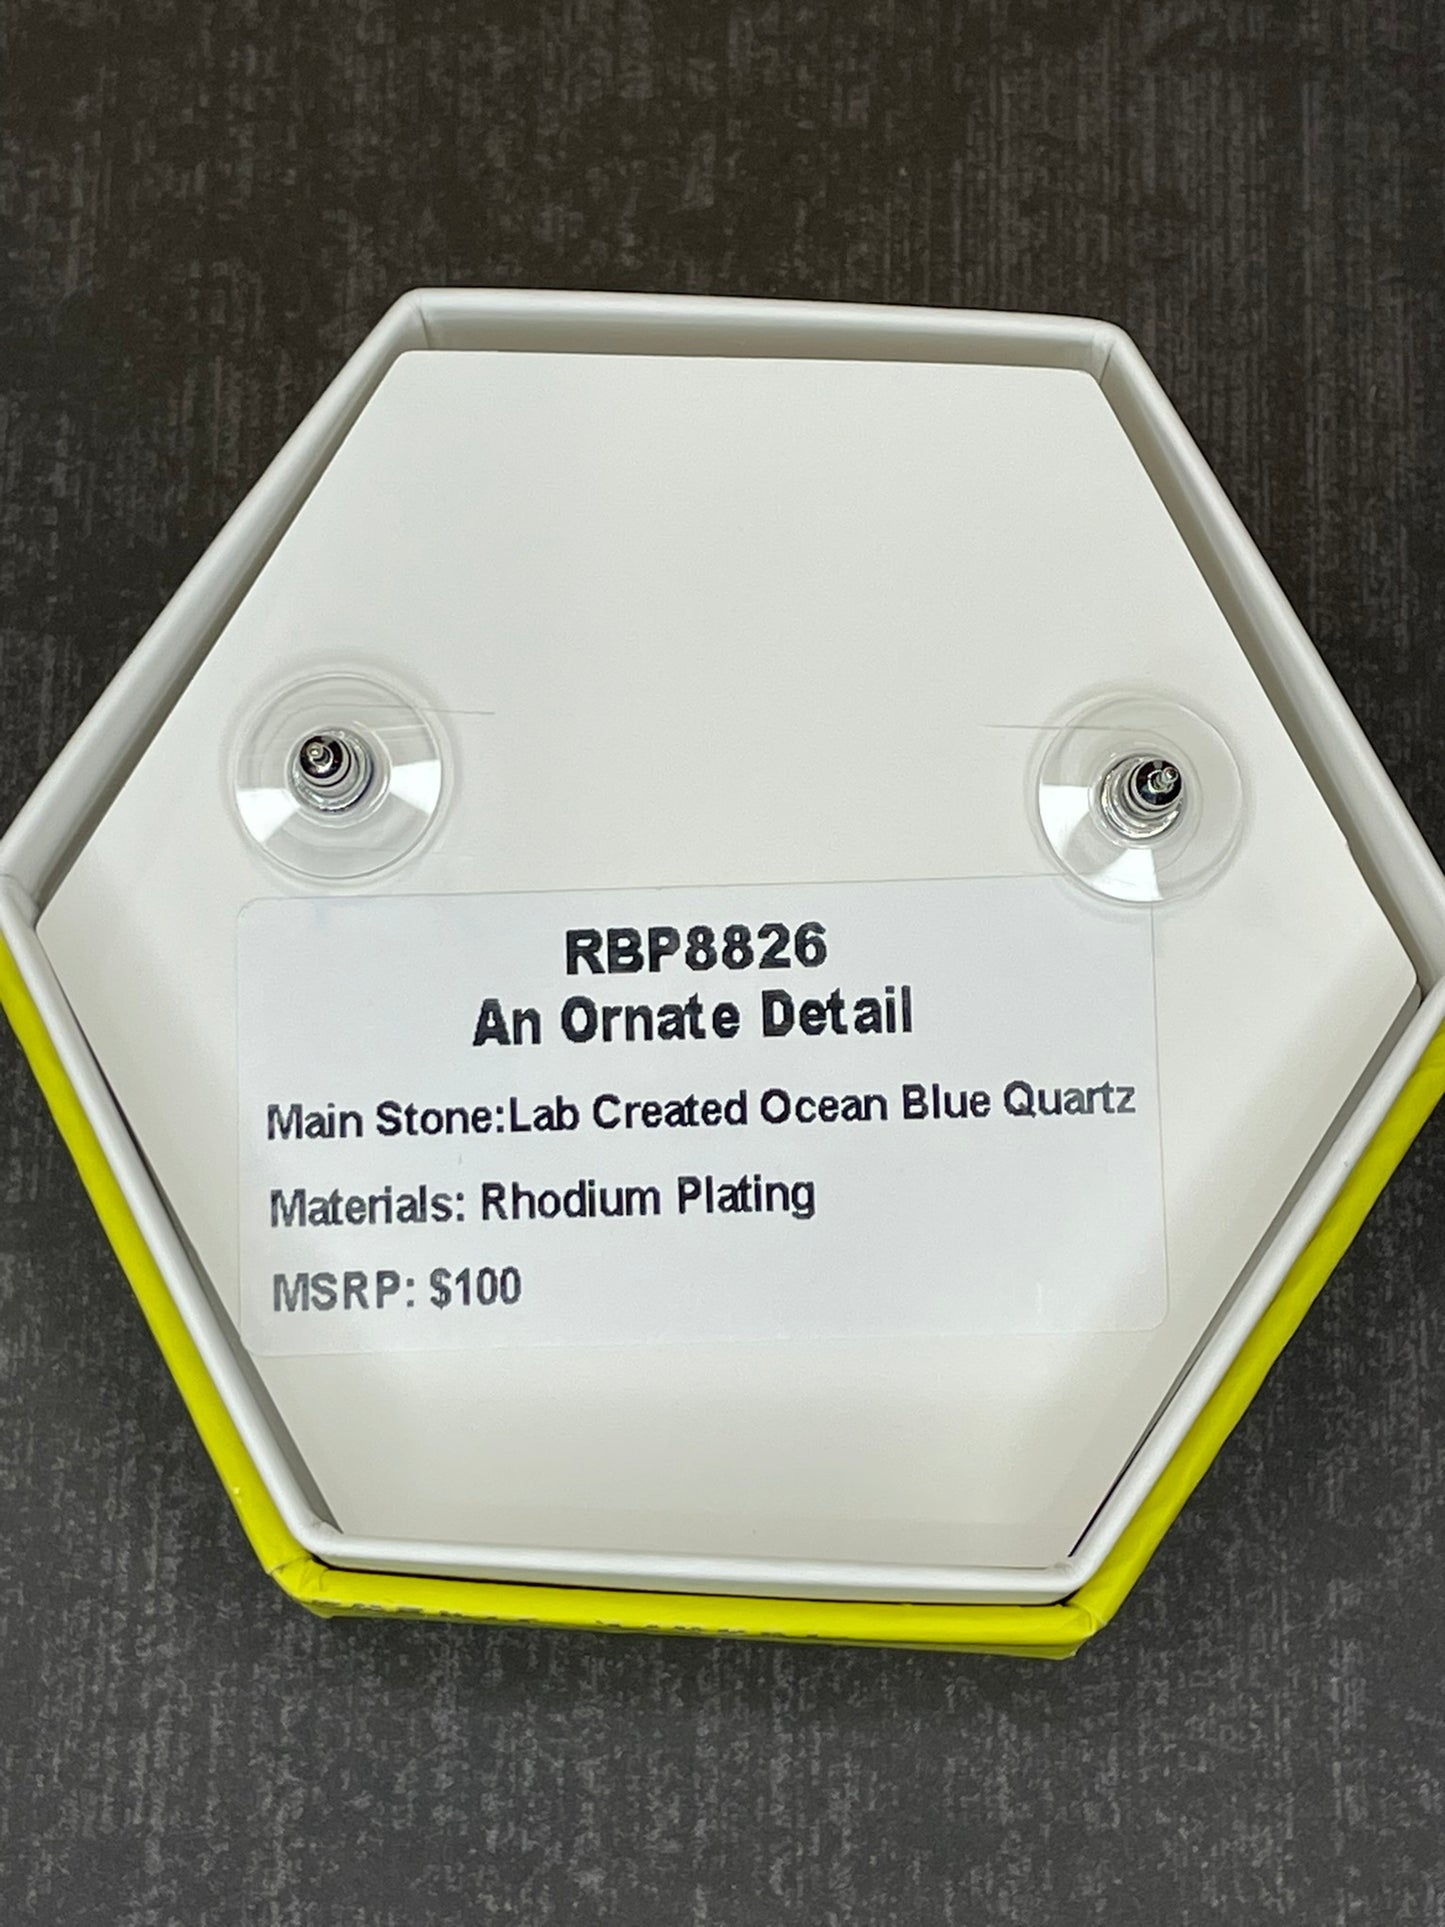 RBP8826
An Ornate Detail
Main Stone:Lab Created Ocean Blue Quartz
Materials: Rhodium Plating
MSRP: $100